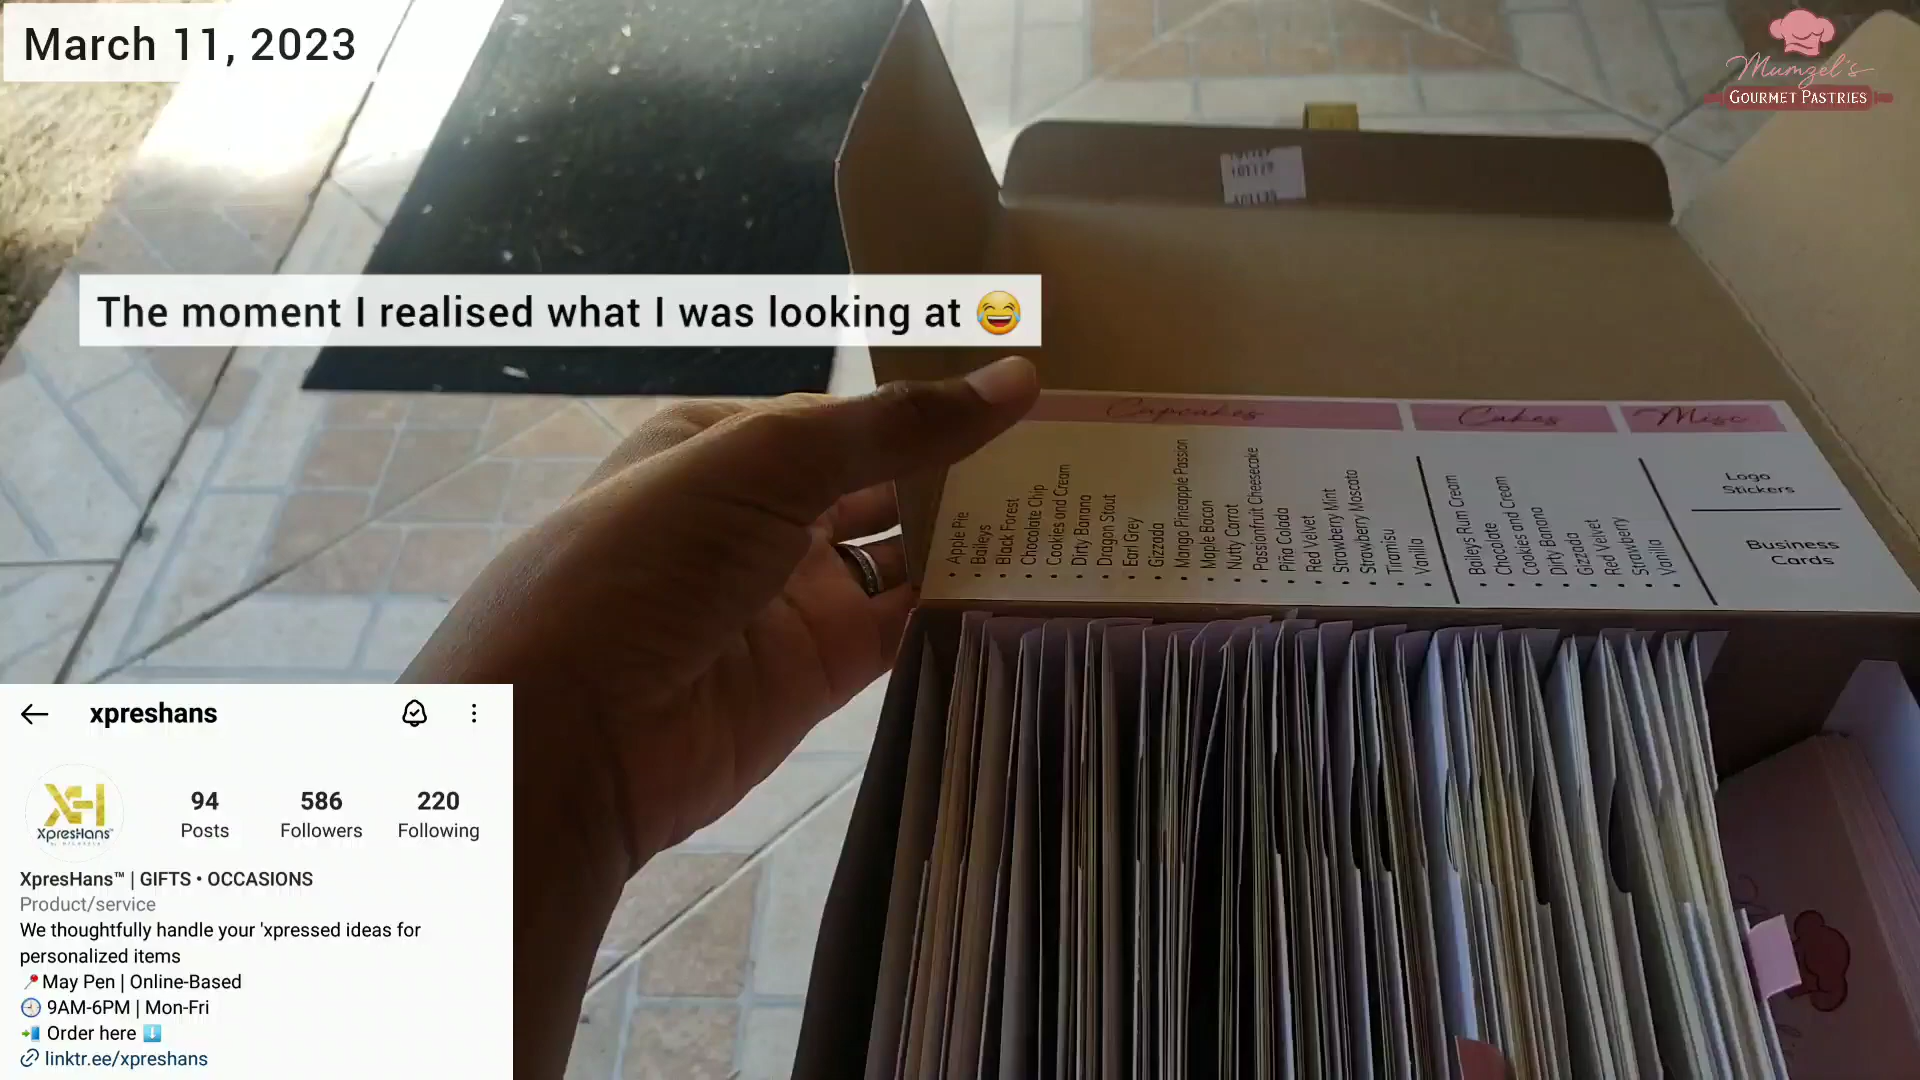 March 11, 2023
Mumzel's
GOURMET PASTRIES
The moment I realised what I was looking at 😂
Cupcakes
• Apple Pie
• Baileys
• Black Forest
• Chocolate Chip
• Cookies and Cream
• Dirty Banana
• Dragon Stout
• Earl Grey
• Gizzada
• Mango Pineapple Passion
• Maple Bacon
• Nutty Carrot
• Passionfruit Cheesecake
• Piña Colada
• Red Velvet
• Strawberry Mint
• Strawberry Moscato
• Tiramisu
• Vanilla
Cakes
• Baileys Rum Cream
• Chocolate
• Cookies and Cream
• Dirty Banana
• Gizzada
• Red Velvet
• Strawberry
• Vanilla
Misc
Logo
Stickers
Business
Cards
xpreshans
XH
XpresHans™
94
Posts
586
Followers
220
Following
XpresHans™ | GIFTS • OCCASIONS
Product/service
We thoughtfully handle your 'xpressed ideas for
personalized items
📍May Pen | Online-Based
🕘 9AM-6PM | Mon-Fri
📲 Order here ⬇️
linktr.ee/xpreshans